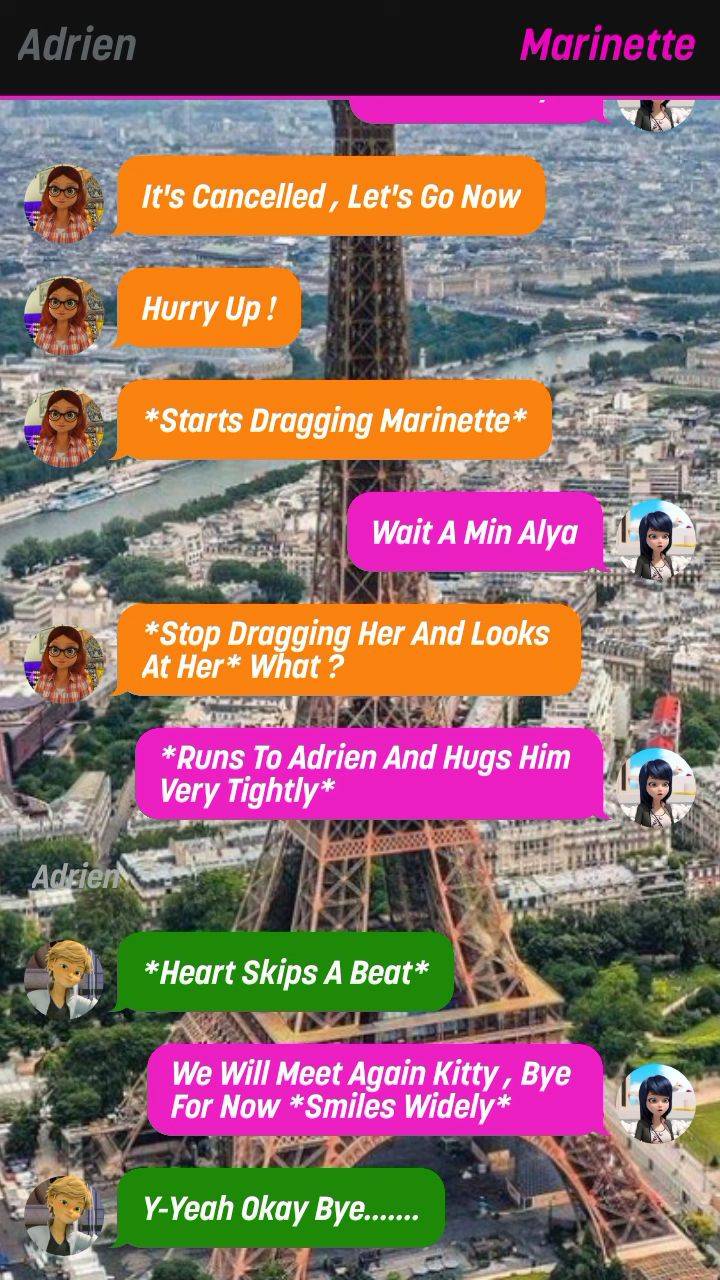 Adrien
Marinette
It's Cancelled , Let's Go Now
Hurry Up !
*Starts Dragging Marinette*
Wait A Min Alya
*Stop Dragging Her And Looks
At Her* What ?
*Runs To Adrien And Hugs Him
Very Tightly*
Adrien
*Heart Skips A Beat*
We Will Meet Again Kitty , Bye
For Now *Smiles Widely*
Y-Yeah Okay Bye.......